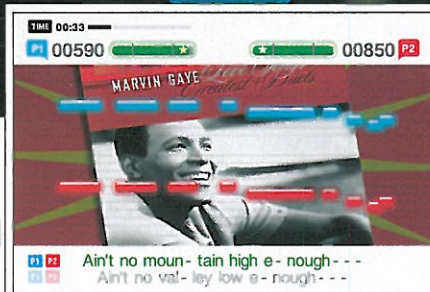 TIME 00:33
P1 00590 00850 P2
MARVIN GAYE
Greatest Duets
P1 P2 Ain't no moun- tain high e- nough- - -
P1 P2 Ain't no val- ley low e- nough- - -